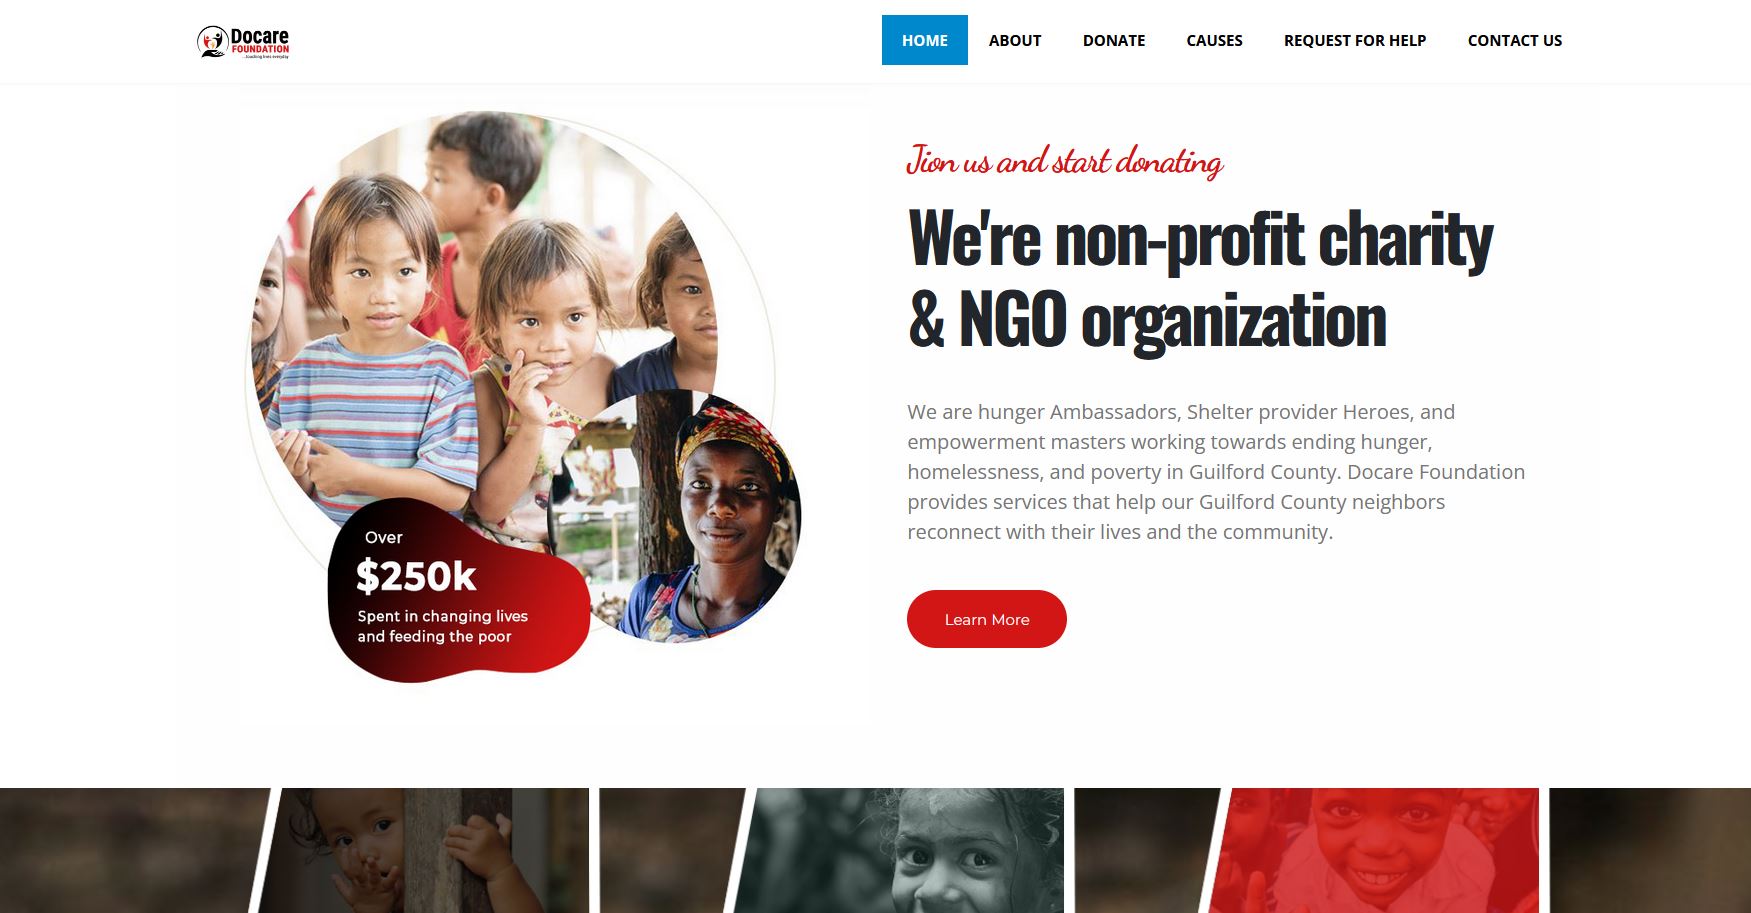 Docare
FOUNDATION
...touching lives everyday
HOME
ABOUT
DONATE
CAUSES
REQUEST FOR HELP
CONTACT US
Jion us and start donating
We're non-profit charity
& NGO organization
We are hunger Ambassadors, Shelter provider Heroes, and
empowerment masters working towards ending hunger,
homelessness, and poverty in Guilford County. Docare Foundation
provides services that help our Guilford County neighbors
reconnect with their lives and the community.
Learn More
Over
$250k
Spent in changing lives
and feeding the poor